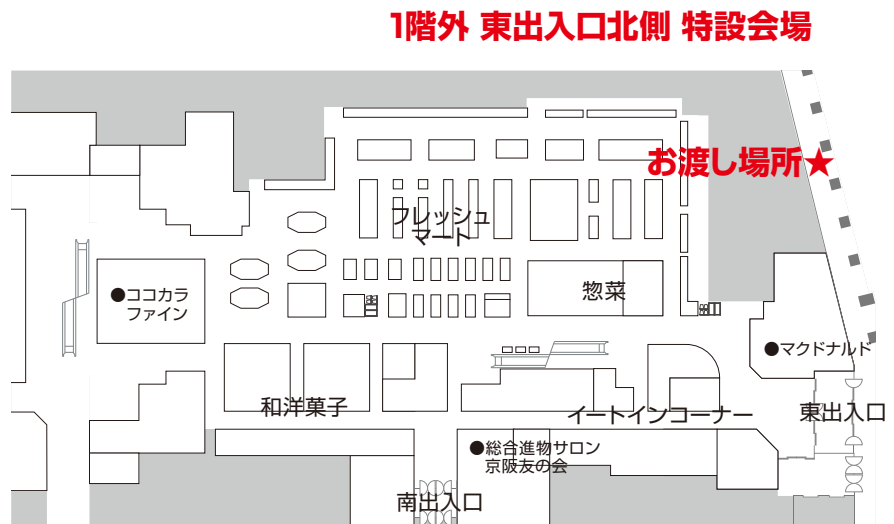 1階外 東出入口北側 特設会場
お渡し場所★
フレッシュ
マート
●ココカラ
ファイン
惣菜
●マクドナルド
和洋菓子
イートインコーナー
東出入口
●総合進物サロン
京阪友の会
南出入口